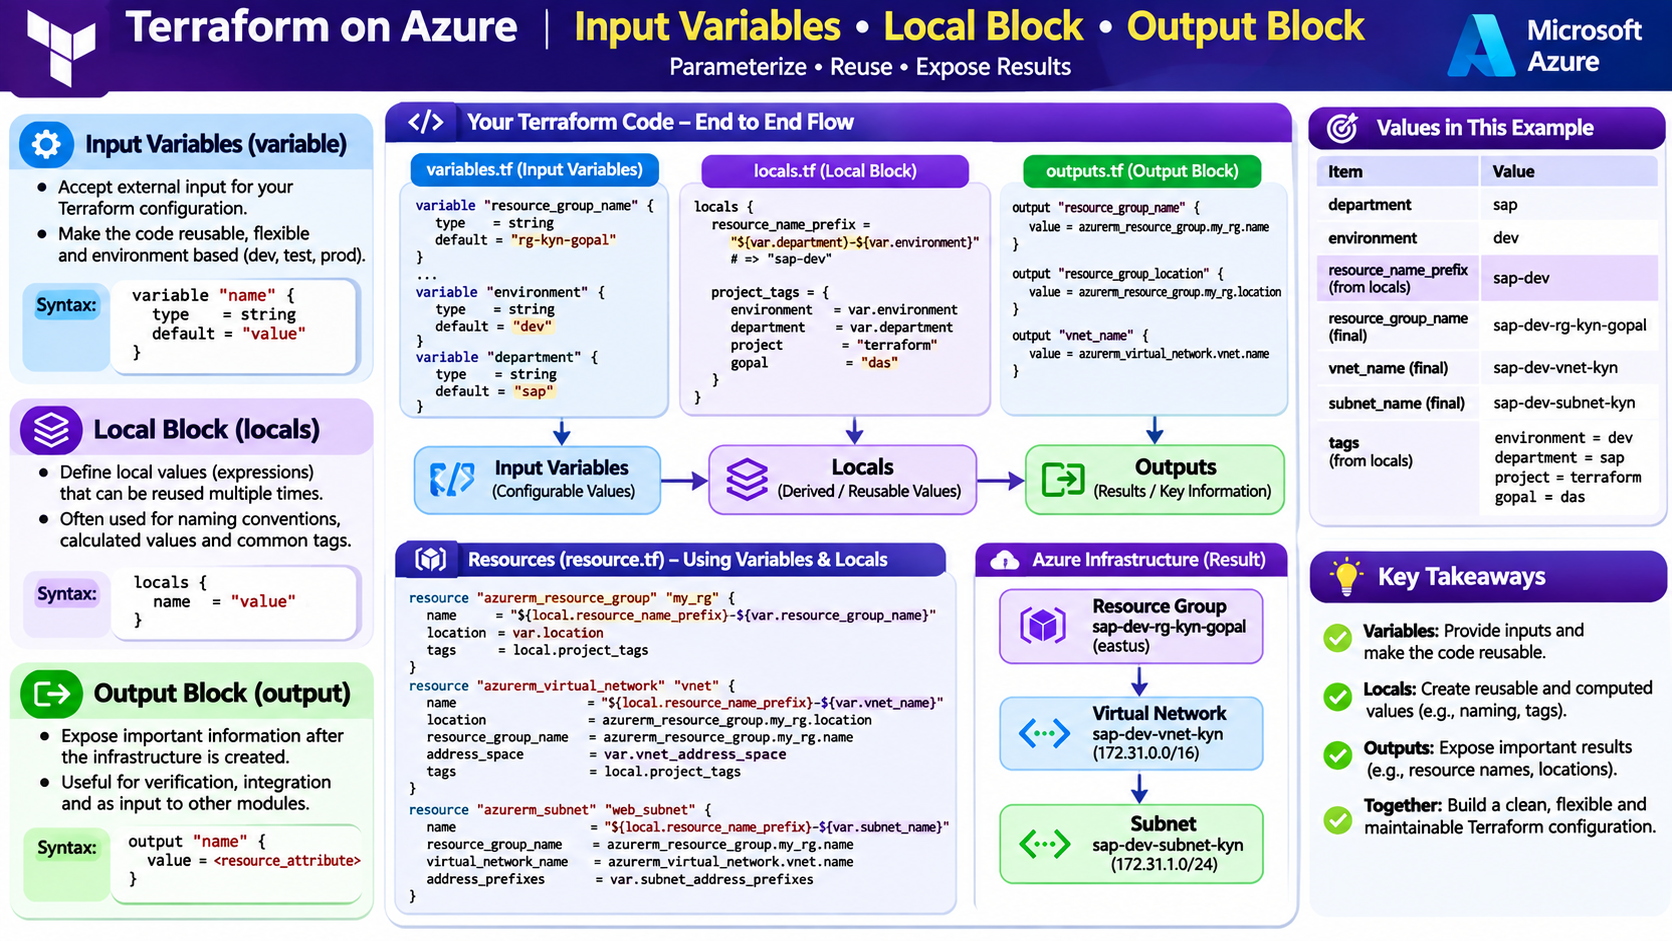 Terraform on Azure | Input Variables • Local Block • Output Block
Parameterize • Reuse • Expose Results
Microsoft
Azure
Input Variables (variable)
• Accept external input for your
Terraform configuration.
• Make the code reusable, flexible
and environment based (dev, test, prod).
Syntax:
variable "name" {
type = string
default = "value"
}
Local Block (locals)
• Define local values (expressions)
that can be reused multiple times.
• Often used for naming conventions,
calculated values and common tags.
Syntax:
locals {
name = "value"
}
Output Block (output)
• Expose important information after
the infrastructure is created.
• Useful for verification, integration
and as input to other modules.
Syntax:
output "name" {
value = <resource_attribute>
}
</> Your Terraform Code – End to End Flow
variables.tf (Input Variables)
variable "resource_group_name" {
type = string
default = "rg-kyn-gopal"
}
...
variable "environment" {
type = string
default = "dev"
}
variable "department" {
type = string
default = "sap"
}
locals.tf (Local Block)
locals {
resource_name_prefix =
"${var.department)-${var.environment}"
# => "sap-dev"
project_tags = {
environment = var.environment
department = var.department
project = "terraform"
gopal = "das"
}
}
outputs.tf (Output Block)
output "resource_group_name" {
value = azurerm_resource_group.my_rg.name
}
output "resource_group_location" {
value = azurerm_resource_group.my_rg.location
}
output "vnet_name" {
value = azurerm_virtual_network.vnet.name
}
Input Variables
(Configurable Values)
Locals
(Derived / Reusable Values)
Outputs
(Results / Key Information)
Resources (resource.tf) – Using Variables & Locals
resource "azurerm_resource_group" "my_rg" {
name = "${local.resource_name_prefix}-${var.resource_group_name}"
location = var.location
tags = local.project_tags
}
resource "azurerm_virtual_network" "vnet" {
name = "${local.resource_name_prefix}-${var.vnet_name}"
location = azurerm_resource_group.my_rg.location
resource_group_name = azurerm_resource_group.my_rg.name
address_space = var.vnet_address_space
tags = local.project_tags
}
resource "azurerm_subnet" "web_subnet" {
name = "${local.resource_name_prefix}-${var.subnet_name}"
resource_group_name = azurerm_resource_group.my_rg.name
virtual_network_name = azurerm_virtual_network.vnet.name
address_prefixes = var.subnet_address_prefixes
}
Azure Infrastructure (Result)
Resource Group
sap-dev-rg-kyn-gopal
(eastus)
Virtual Network
sap-dev-vnet-kyn
(172.31.0.0/16)
Subnet
sap-dev-subnet-kyn
(172.31.1.0/24)
Values in This Example
Item Value
department sap
environment dev
resource_name_prefix
(from locals) sap-dev
resource_group_name
(final) sap-dev-rg-kyn-gopal
vnet_name (final) sap-dev-vnet-kyn
subnet_name (final) sap-dev-subnet-kyn
tags
(from locals)
environment = dev
department = sap
project = terraform
gopal = das
Key Takeaways
Variables: Provide inputs and
make the code reusable.
Locals: Create reusable and computed
values (e.g., naming, tags).
Outputs: Expose important results
(e.g., resource names, locations).
Together: Build a clean, flexible and
maintainable Terraform configuration.